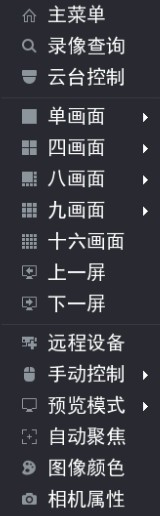 主菜单
录像查询
云台控制
单画面
四画面
八画面
九画面
十六画面
上一屏
下一屏
远程设备
手动控制
预览模式
自动聚焦
图像颜色
相机属性